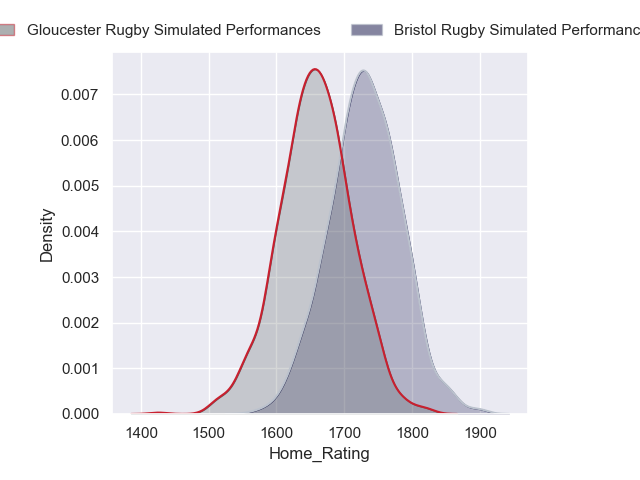 Gloucester Rugby Simulated Performances Bristol Rugby Simulated Performanc
0.007
0.006
0.005
0.004
0.003
0.002
0.001
0.000
Density
1400 1500 1600 1700 1800 1900
Home_Rating